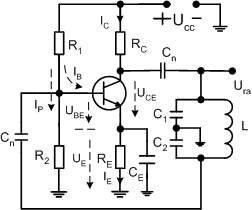 I_C
+ U_cc
-
R_1
R_C
C_n
I_B
U_ra
I_P
U_CE
U_BE
C_1
L
C_n
C_2
R_2
U_E
R_E
I_E
C_E